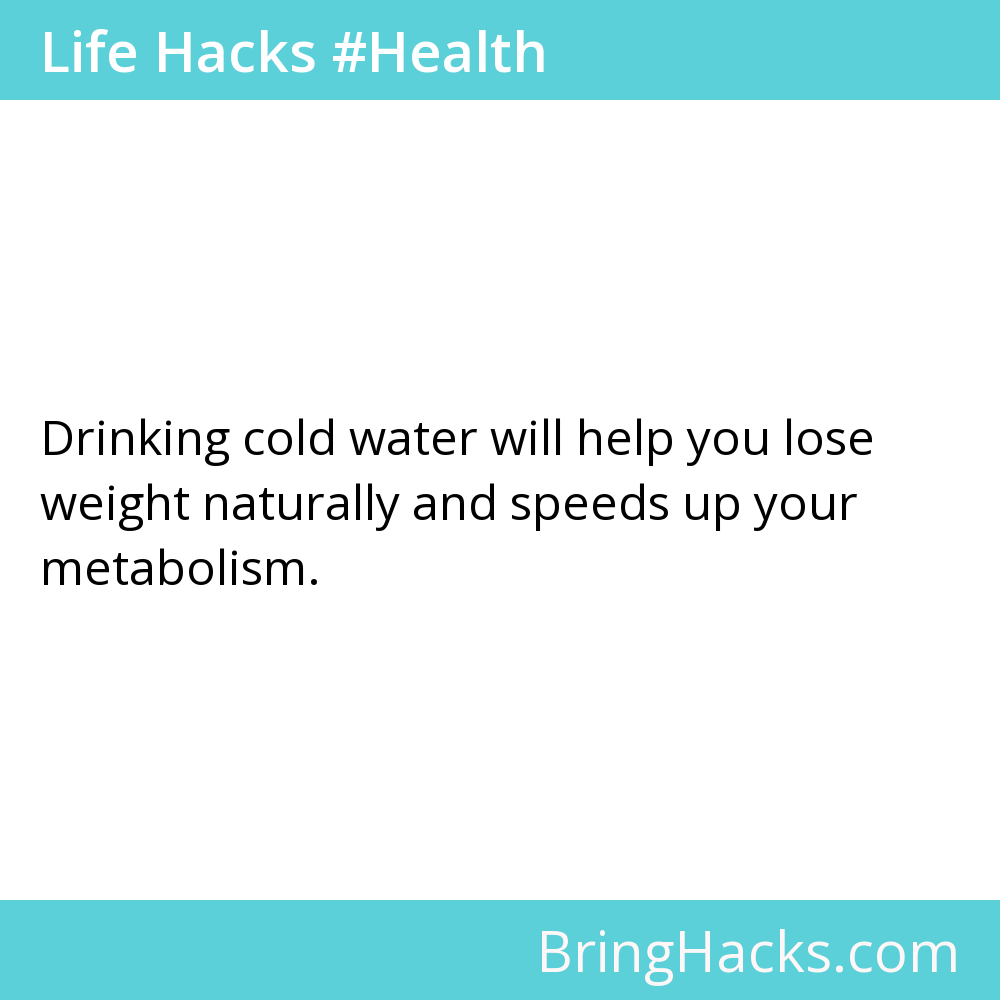 Life Hacks #Health
Drinking cold water will help you lose
weight naturally and speeds up your
metabolism.
BringHacks.com